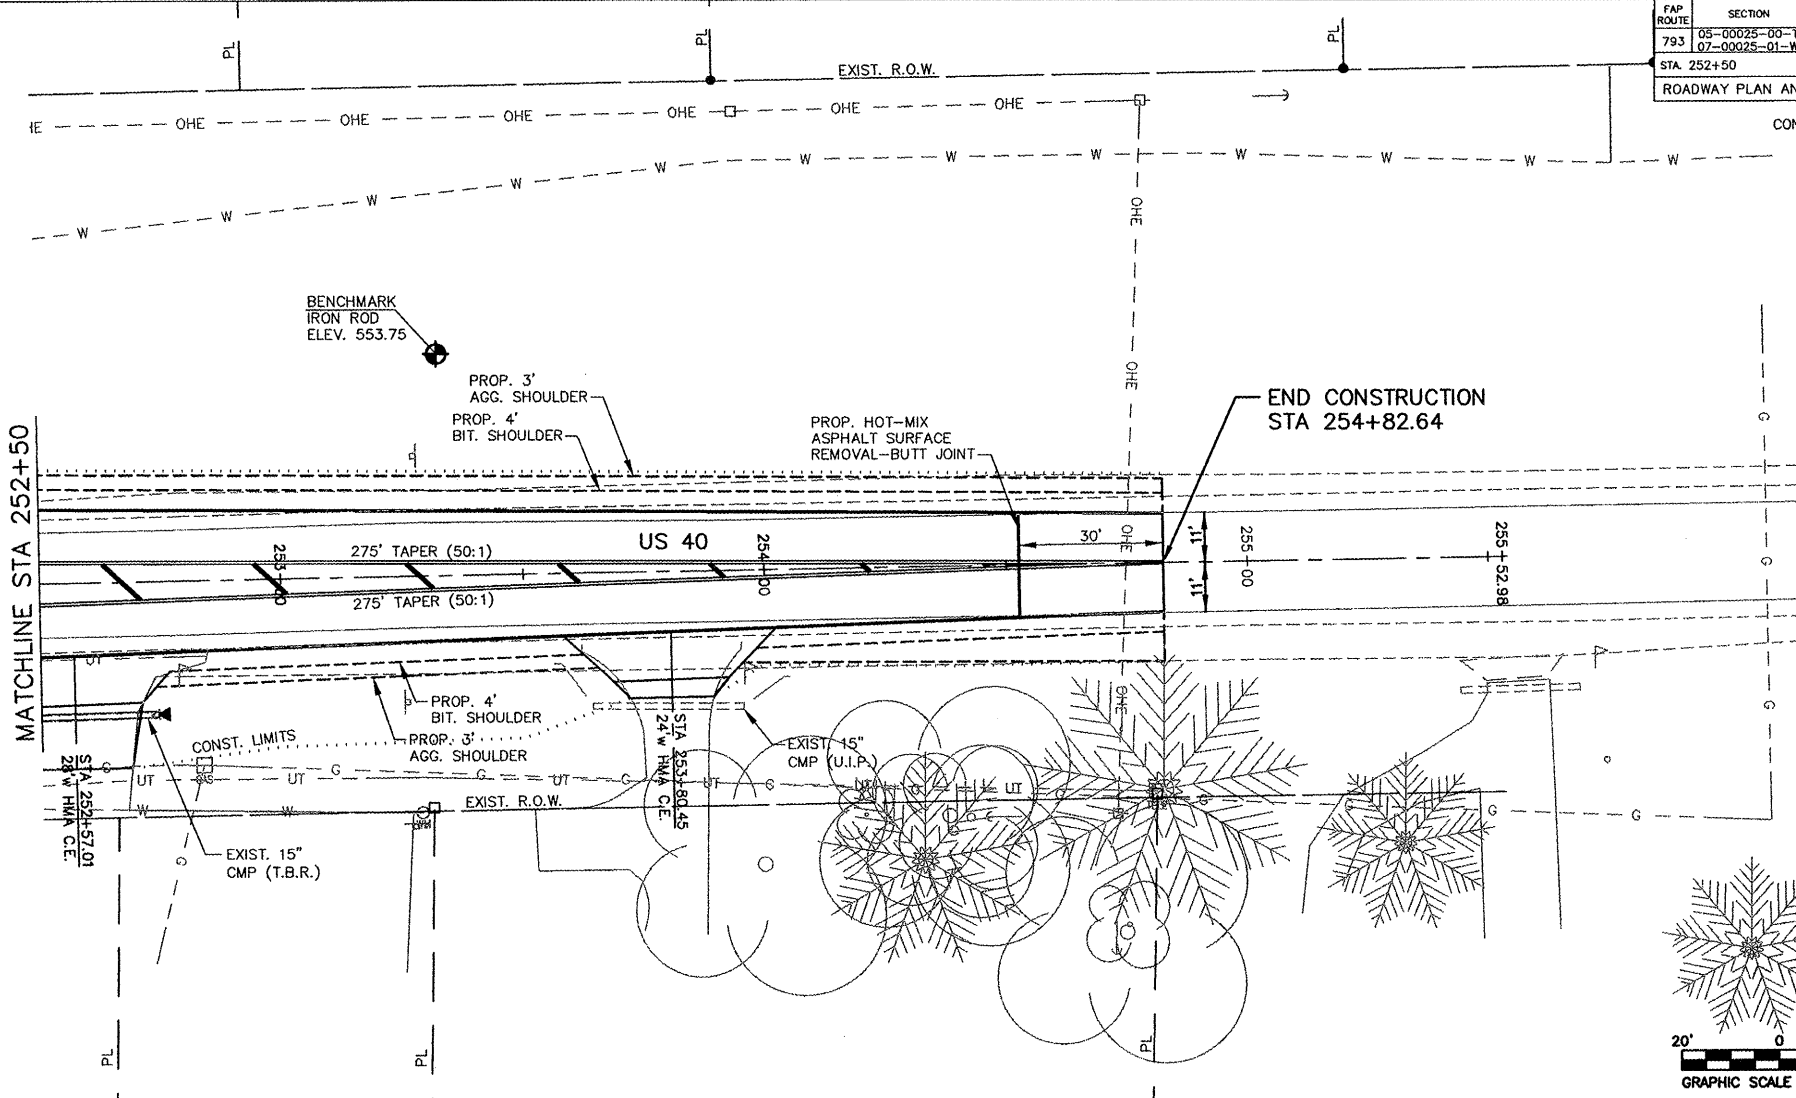 FAP
ROUTE
SECTION
793
05-00025-00-
07-00025-01-
STA. 252+50
ROADWAY PLAN
PL
PL
PL
EXIST. R.O.W.
OHE
OHE
OHE
OHE
OHE
OHE
W
W
W
W
W
W
W
W
W
W
W
W
OHE
OHE
OHE
OHE
BENCHMARK
IRON ROD
ELEV. 553.75
PROP. 3'
AGG. SHOULDER
PROP. 4'
BIT. SHOULDER
PROP. HOT-MIX
ASPHALT SURFACE
REMOVAL-BUTT JOINT
END CONSTRUCTION
STA 254+82.64
MATCHLINE STA 252+50
275' TAPER (50:1)
275' TAPER (50:1)
253+00
US 40
254+00
30'
11'
11'
255+00
255+52.98
G
G
G
UT
PROP. 4'
BIT. SHOULDER
PROP. 3'
AGG. SHOULDER
CONST. LIMITS
STA 252+57.01
28'w HMA C.E.
STA 253+80.45
24'w HMA C.E.
EXIST. 15"
CMP (U.I.P.)
EXIST. 15"
CMP (T.B.R.)
G
G
G
G
G
G
G
G
G
UT
UT
UT
UT
UT
W
W
EXIST. R.O.W.
G
PL
PL
PL
20'
0
GRAPHIC SCALE